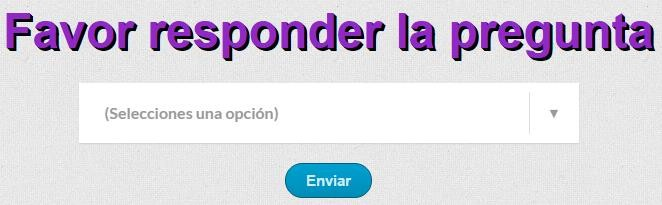 Favor responder la pregunta
(Selecciones una opción)
Enviar